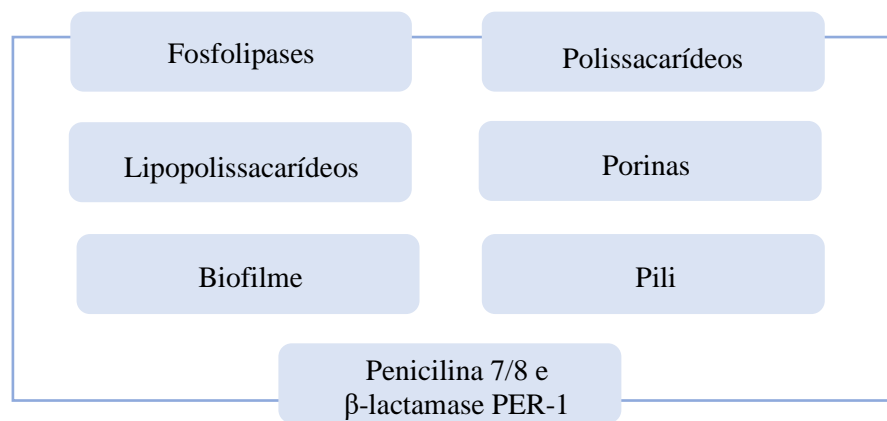 Fosfolipases
Polissacarídeos
Lipopolissacarídeos
Porinas
Biofilme
Pili
Penicilina 7/8 e
β-lactamase PER-1